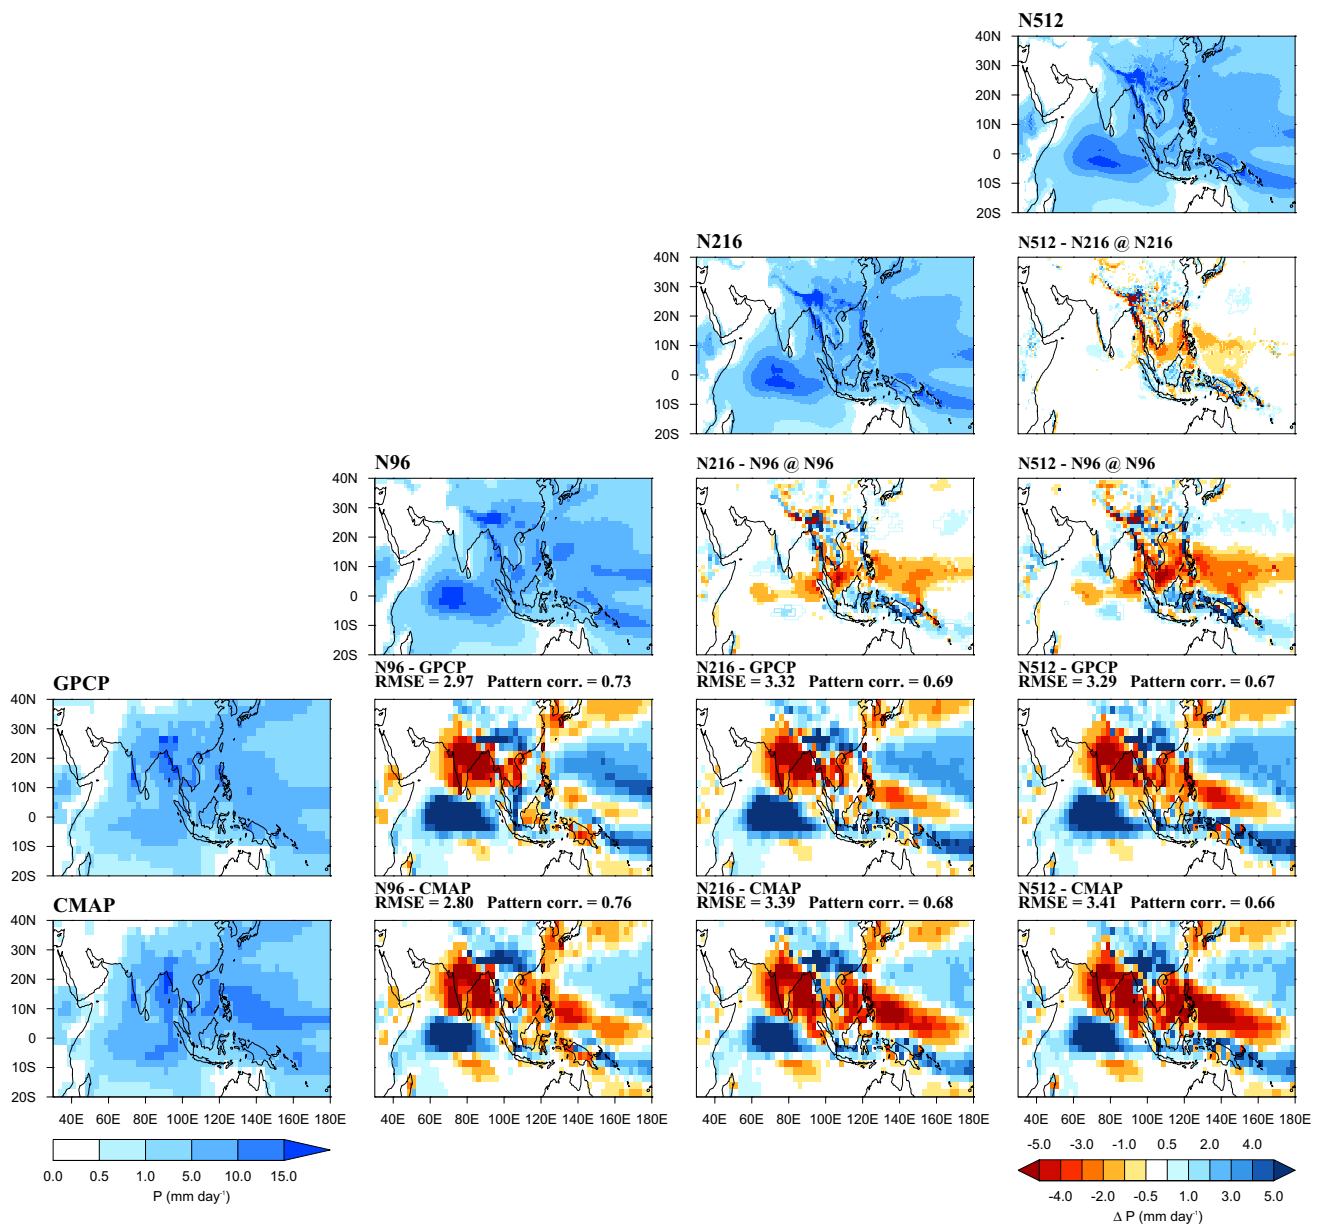 N512
40N
30N
20N
10N
0
10S
20S
N216
N512 - N216 @ N216
40N
30N
20N
10N
0
10S
20S
N96
N216 - N96 @ N96
N512 - N96 @ N96
40N
30N
20N
10N
0
10S
20S
GPCP
N96 - GPCP
RMSE = 2.97 Pattern corr. = 0.73
N216 - GPCP
RMSE = 3.32 Pattern corr. = 0.69
N512 - GPCP
RMSE = 3.29 Pattern corr. = 0.67
40N
30N
20N
10N
0
10S
20S
CMAP
N96 - CMAP
RMSE = 2.80 Pattern corr. = 0.76
N216 - CMAP
RMSE = 3.39 Pattern corr. = 0.68
N512 - CMAP
RMSE = 3.41 Pattern corr. = 0.66
40N
30N
20N
10N
0
10S
20S
40E 60E 80E 100E 120E 140E 160E 180E
40E 60E 80E 100E 120E 140E 160E 180E
40E 60E 80E 100E 120E 140E 160E 180E
40E 60E 80E 100E 120E 140E 160E 180E
0.0 0.5 1.0 5.0 10.0 15.0
P (mm day⁻¹)
-5.0 -3.0 -1.0 0.5 2.0 4.0
-4.0 -2.0 -0.5 1.0 3.0 5.0
Δ P (mm day⁻¹)